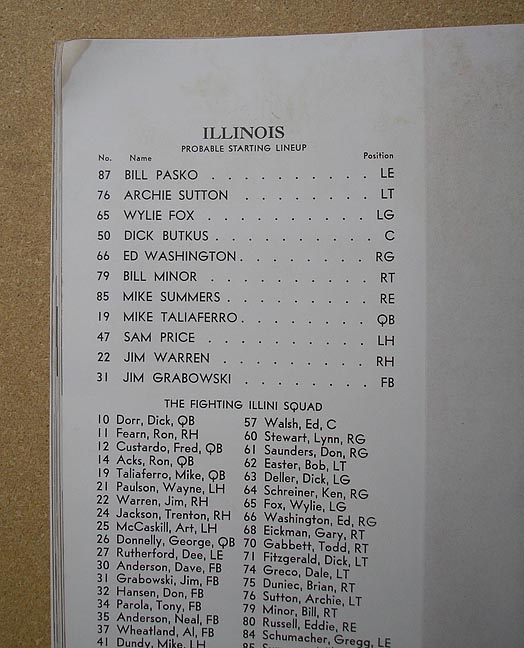 ILLINOIS
PROBABLE STARTING LINEUP
No. Name Position
87 BILL PASKO . . . . . . . . . LE
76 ARCHIE SUTTON . . . . . . . LT
65 WYLIE FOX . . . . . . . . . LG
50 DICK BUTKUS . . . . . . . . . C
66 ED WASHINGTON . . . . . . . . RG
79 BILL MINOR . . . . . . . . . RT
85 MIKE SUMMERS . . . . . . . . RE
19 MIKE TALIAFERRO . . . . . . . QB
47 SAM PRICE . . . . . . . . . LH
22 JIM WARREN . . . . . . . . RH
31 JIM GRABOWSKI . . . . . . . FB
THE FIGHTING ILLINI SQUAD
10 Dorr, Dick, QB
11 Fearn, Ron, RH
12 Custardo, Fred, QB
14 Acks, Ron, QB
19 Taliaferro, Mike, QB
21 Paulson, Wayne, LH
22 Warren, Jim, RH
24 Jackson, Trenton, RH
25 McCaskill, Art, LH
26 Donnelly, George, QB
27 Rutherford, Dee, LE
30 Anderson, Dave, FB
31 Grabowski, Jim, FB
32 Hansen, Don, FB
34 Parola, Tony, FB
35 Anderson, Neal, FB
37 Wheatland, Al, FB
41 Dundy, Mike, LH
57 Walsh, Ed, C
60 Stewart, Lynn, RG
61 Saunders, Don, RG
62 Easter, Bob, LT
63 Deller, Dick, LG
64 Schreiner, Ken, RG
65 Fox, Wylie, LG
66 Washington, Ed, RG
68 Eickman, Gary, RT
70 Gabbett, Todd, RT
71 Fitzgerald, Dick, LT
74 Greco, Dale, LT
75 Duniec, Brian, RT
76 Sutton, Archie, LT
79 Minor, Bill, RT
80 Russell, Eddie, RE
84 Schumacher, Gregg, LE